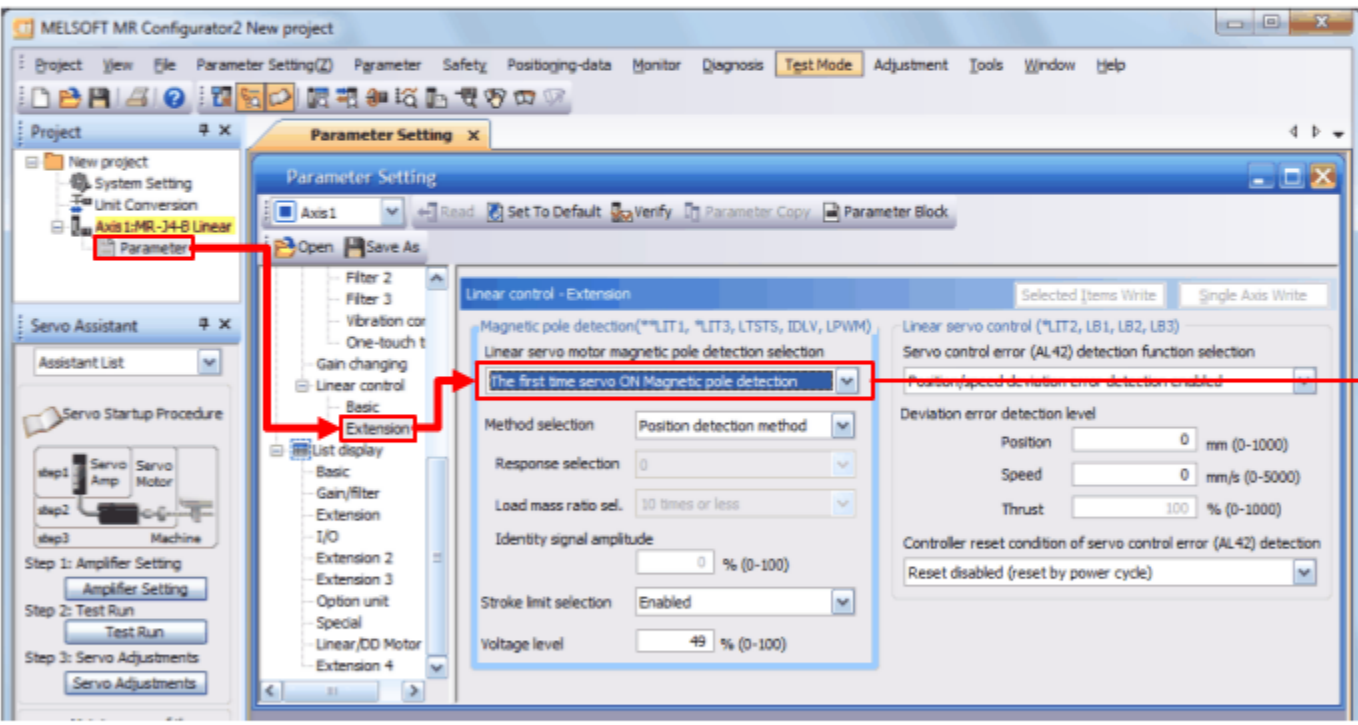 MELSOFT MR Configurator2 New project
Project View File Parameter Setting(Z) Parameter Safety Positioning-data Monitor Diagnosis Test Mode Adjustment Tools Window Help
Project
Parameter Setting
New project
System Setting
Unit Conversion
Axis1:MR-J4-B Linear
Parameter
Servo Assistant
Assistant List
Servo Startup Procedure
step1
Servo Amp
Servo Motor
step2
step3
Machine
Step 1: Amplifier Setting
Amplifier Setting
Step 2: Test Run
Test Run
Step 3: Servo Adjustments
Servo Adjustments
Parameter Setting
Axis1 Read Set To Default Verify Parameter Copy Parameter Block
Open Save As
Filter 2
Filter 3
Vibration con
One-touch t
Gain changing
Linear control
Basic
Extension
List display
Basic
Gain/filter
Extension
I/O
Extension 2
Extension 3
Option unit
Special
Linear/DD Motor
Extension 4
Linear control - Extension
Selected Items Write Single Axis Write
Magnetic pole detection(**LIT1, *LIT3, LTSTS, IDLV, LPWM)
Linear servo motor magnetic pole detection selection
The first time servo ON Magnetic pole detection
Method selection Position detection method
Response selection 0
Load mass ratio sel. 10 times or less
Identity signal amplitude
0 % (0-100)
Stroke limit selection Enabled
Voltage level 49 % (0-100)
Linear servo control (*LIT2, LB1, LB2, LB3)
Servo control error (AL42) detection function selection
Position/speed deviation error detection enabled
Deviation error detection level
Position 0 mm (0-1000)
Speed 0 mm/s (0-5000)
Thrust 100 % (0-1000)
Controller reset condition of servo control error (AL42) detection
Reset disabled (reset by power cycle)